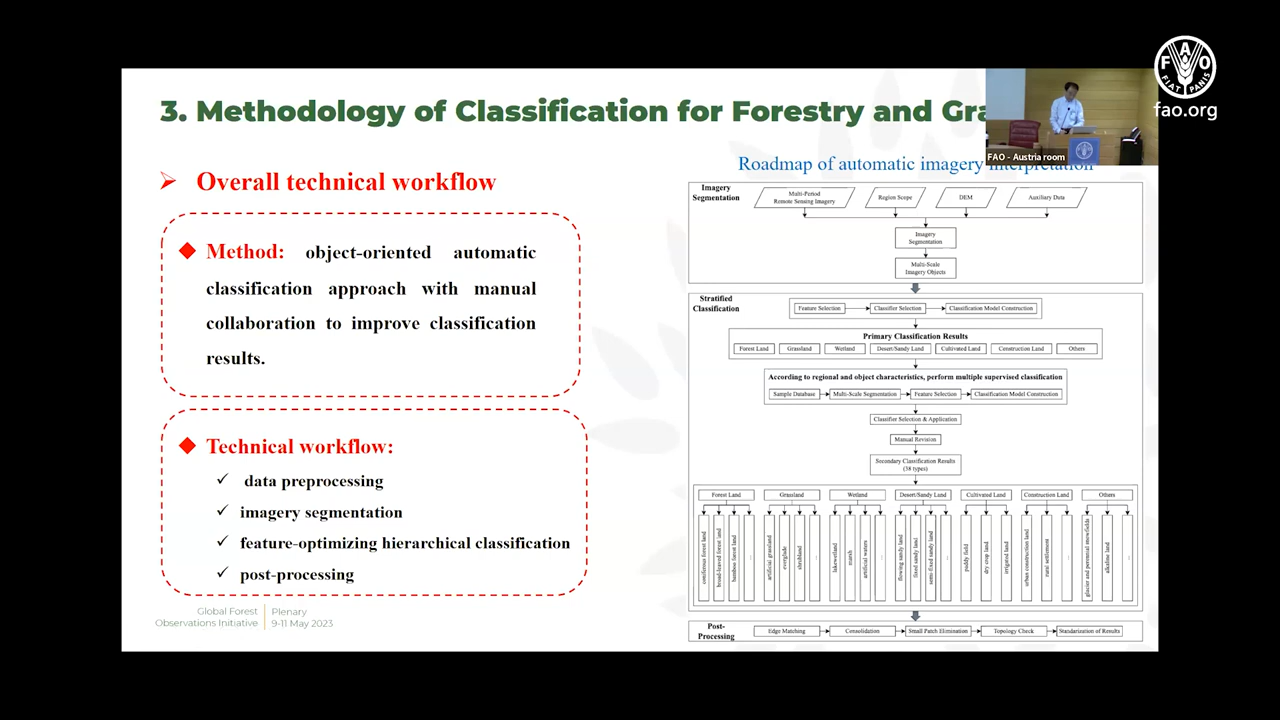 3. Methodology of Classification for Forestry and Gra
FAO
FIAT PANIS
fao.org
FAO - Austria room
Overall technical workflow
Method: object-oriented automatic
classification approach with manual
collaboration to improve classification
results.
Technical workflow:
data preprocessing
imagery segmentation
feature-optimizing hierarchical classification
post-processing
Global Forest
Observations Initiative
Plenary
9-11 May 2023
Roadmap of automatic imagery interpretation
Imagery
Segmentation
Multi-Period
Remote Sensing Imagery
Region Scope
DEM
Auxiliary Data
Imagery
Segmentation
Multi-Scale
Imagery Objects
Stratified
Classification
Feature Selection
Classifier Selection
Classification Model Construction
Primary Classification Results
Forest Land
Grassland
Wetland
Desert/Sandy Land
Cultivated Land
Construction Land
Others
According to regional and object characteristics, perform multiple supervised classification
Sample Database
Multi-Scale Segmentation
Feature Selection
Classification Model Construction
Classifier Selection & Application
Manual Revision
Secondary Classification Results
(38 types)
Forest Land
Grassland
Wetland
Desert/Sandy Land
Cultivated Land
Construction Land
Others
coniferous forest land
broad-leaved forest land
bamboo forest land
...
artificial grassland
everglade
shrubland
...
lakewetland
marsh
artificial waters
...
flowing sandy land
fixed sandy land
semi-fixed sandy land
...
paddy field
dry crop land
irrigated land
urban construction land
rural settlement
...
glacier and perennial snowfields
alkaline land
...
Post-
Processing
Edge Matching
Consolidation
Small Patch Elimination
Topology Check
Standarization of Results